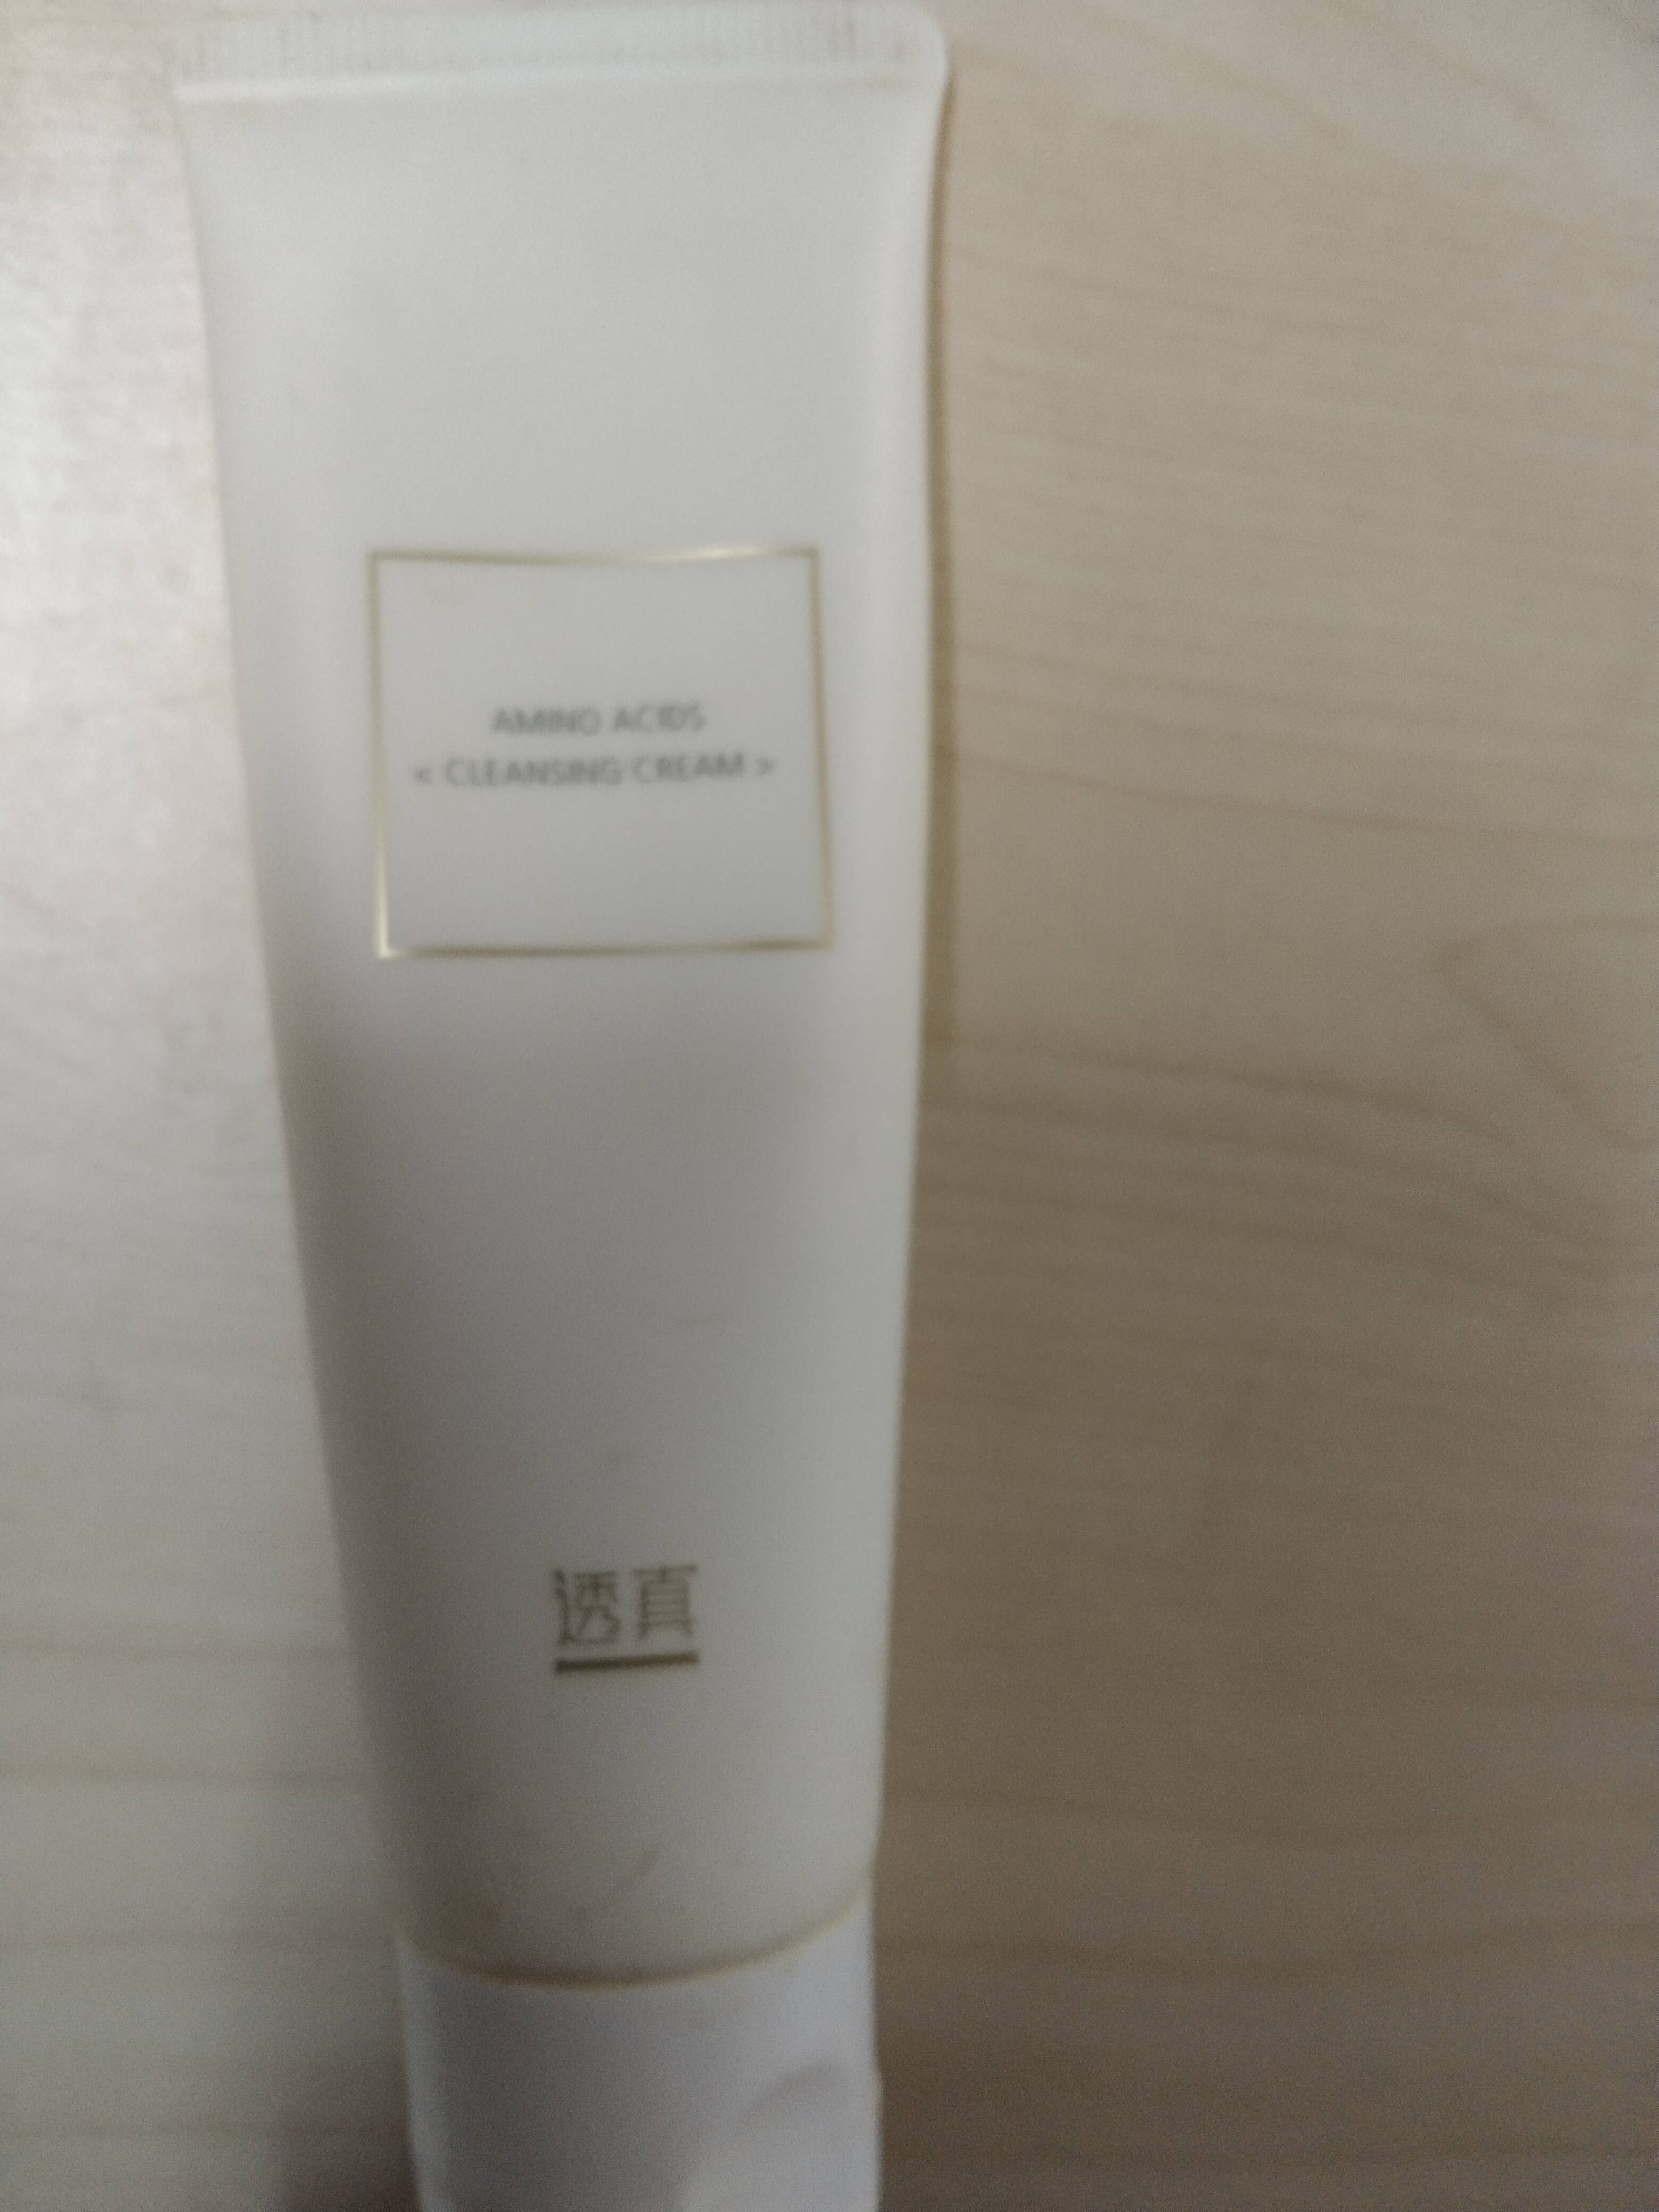 AMINO ACIDS
< CLEANSING CREAM >
透真